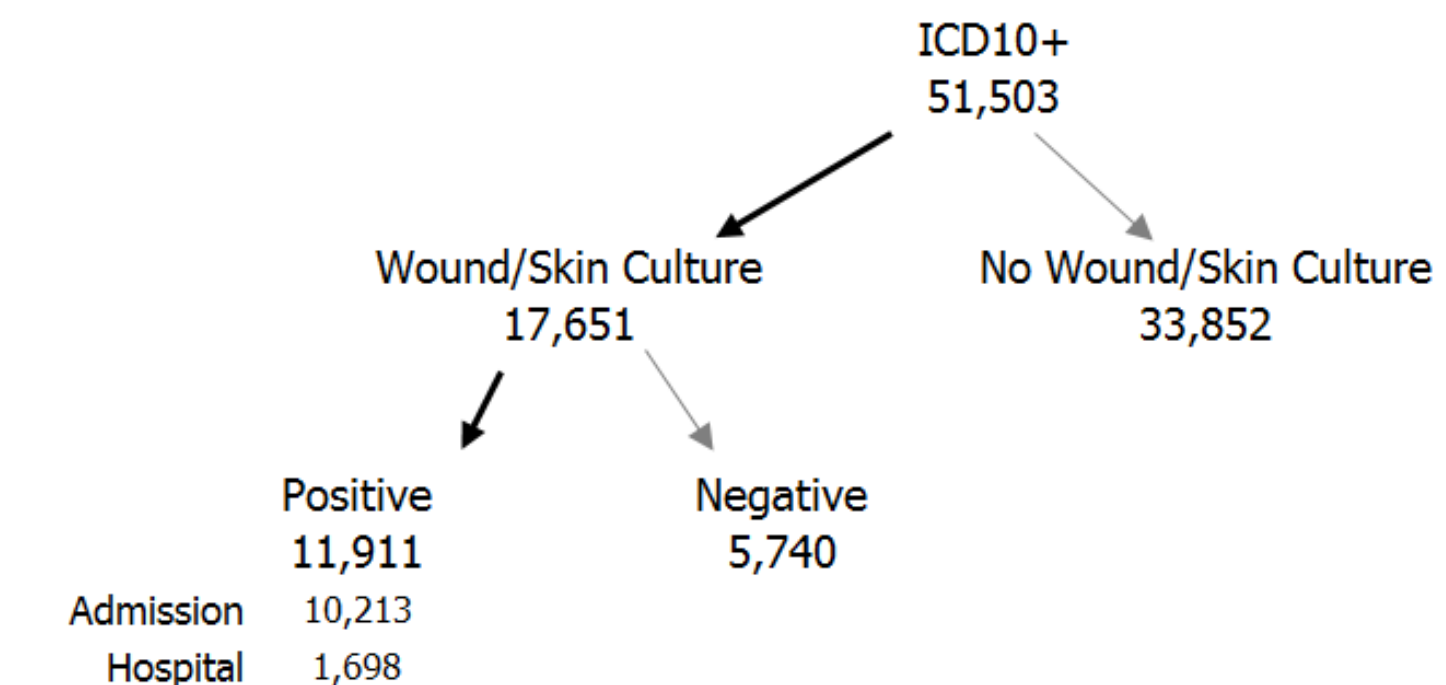 ICD10+
51,503
Wound/Skin Culture
No Wound/Skin Culture
17,651
33,852
Positive
Negative
11,911
5,740
Admission 10,213
Hospital 1,698